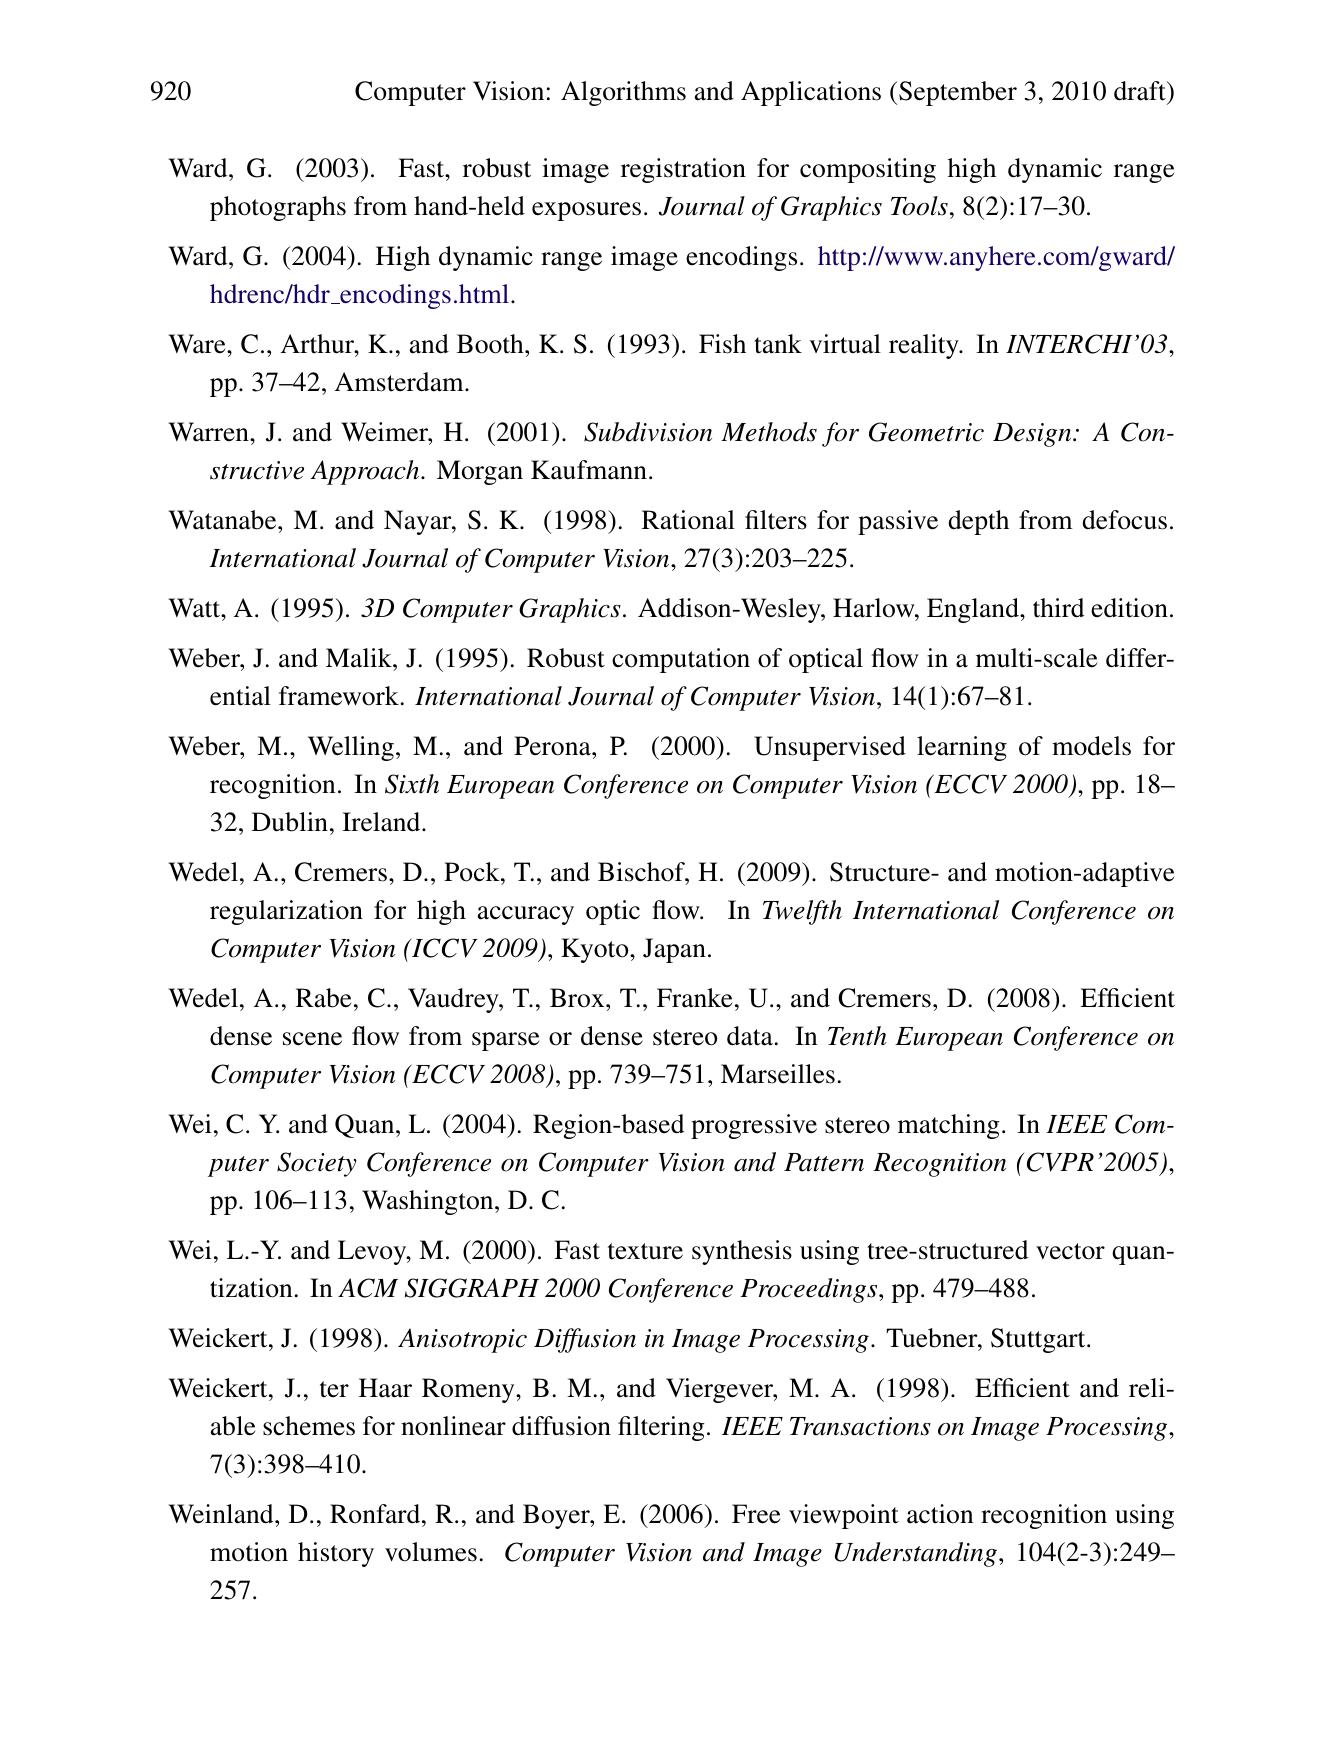 920 Computer Vision: Algorithms and Applications (September 3, 2010 draft)
Ward, G. (2003). Fast, robust image registration for compositing high dynamic range
photographs from hand-held exposures. Journal of Graphics Tools, 8(2):17–30.
Ward, G. (2004). High dynamic range image encodings. http://www.anyhere.com/gward/
hdrenc/hdr_encodings.html.
Ware, C., Arthur, K., and Booth, K. S. (1993). Fish tank virtual reality. In INTERCHI’03,
pp. 37–42, Amsterdam.
Warren, J. and Weimer, H. (2001). Subdivision Methods for Geometric Design: A Con-
structive Approach. Morgan Kaufmann.
Watanabe, M. and Nayar, S. K. (1998). Rational filters for passive depth from defocus.
International Journal of Computer Vision, 27(3):203–225.
Watt, A. (1995). 3D Computer Graphics. Addison-Wesley, Harlow, England, third edition.
Weber, J. and Malik, J. (1995). Robust computation of optical flow in a multi-scale differ-
ential framework. International Journal of Computer Vision, 14(1):67–81.
Weber, M., Welling, M., and Perona, P. (2000). Unsupervised learning of models for
recognition. In Sixth European Conference on Computer Vision (ECCV 2000), pp. 18–
32, Dublin, Ireland.
Wedel, A., Cremers, D., Pock, T., and Bischof, H. (2009). Structure- and motion-adaptive
regularization for high accuracy optic flow. In Twelfth International Conference on
Computer Vision (ICCV 2009), Kyoto, Japan.
Wedel, A., Rabe, C., Vaudrey, T., Brox, T., Franke, U., and Cremers, D. (2008). Efficient
dense scene flow from sparse or dense stereo data. In Tenth European Conference on
Computer Vision (ECCV 2008), pp. 739–751, Marseilles.
Wei, C. Y. and Quan, L. (2004). Region-based progressive stereo matching. In IEEE Com-
puter Society Conference on Computer Vision and Pattern Recognition (CVPR’2005),
pp. 106–113, Washington, D. C.
Wei, L.-Y. and Levoy, M. (2000). Fast texture synthesis using tree-structured vector quan-
tization. In ACM SIGGRAPH 2000 Conference Proceedings, pp. 479–488.
Weickert, J. (1998). Anisotropic Diffusion in Image Processing. Tuebner, Stuttgart.
Weickert, J., ter Haar Romeny, B. M., and Viergever, M. A. (1998). Efficient and reli-
able schemes for nonlinear diffusion filtering. IEEE Transactions on Image Processing,
7(3):398–410.
Weinland, D., Ronfard, R., and Boyer, E. (2006). Free viewpoint action recognition using
motion history volumes. Computer Vision and Image Understanding, 104(2-3):249–
257.